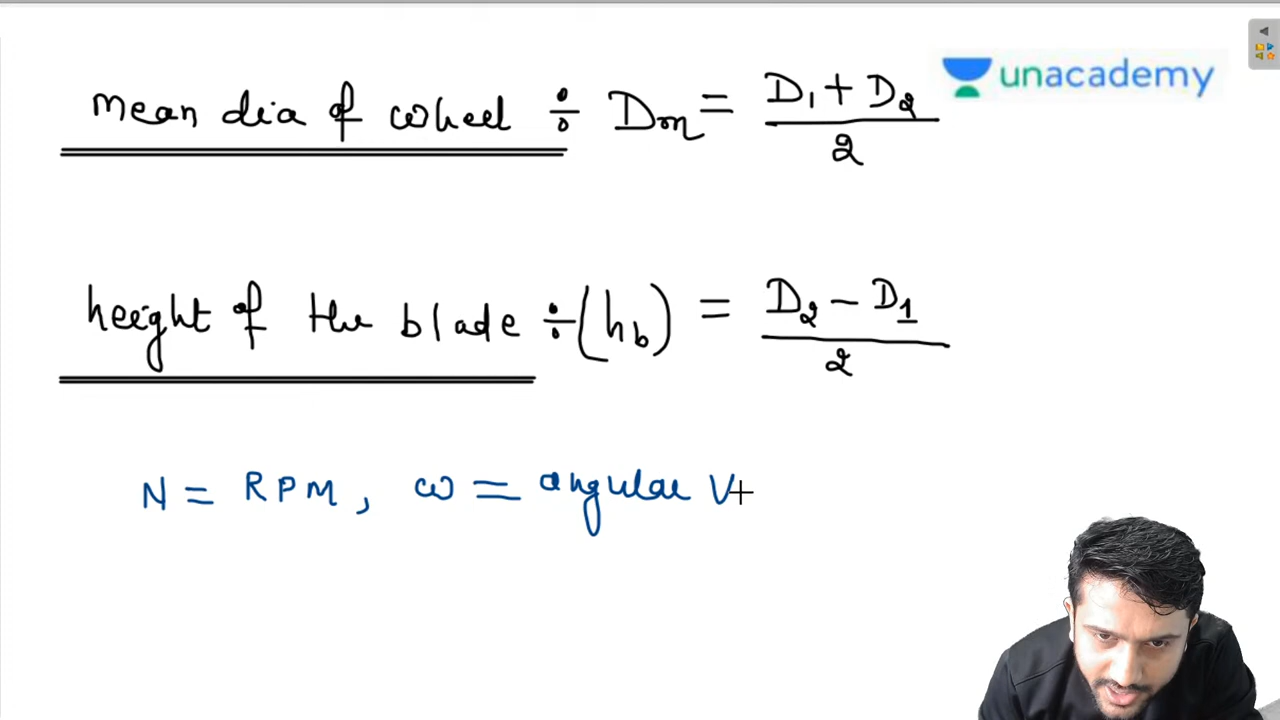 unacademy
mean dia of wheel ÷ Dm = (D1 + D2)/2
height of the blade ÷ (hb) = (D2 - D1)/2
N = RPM, ω = angular V